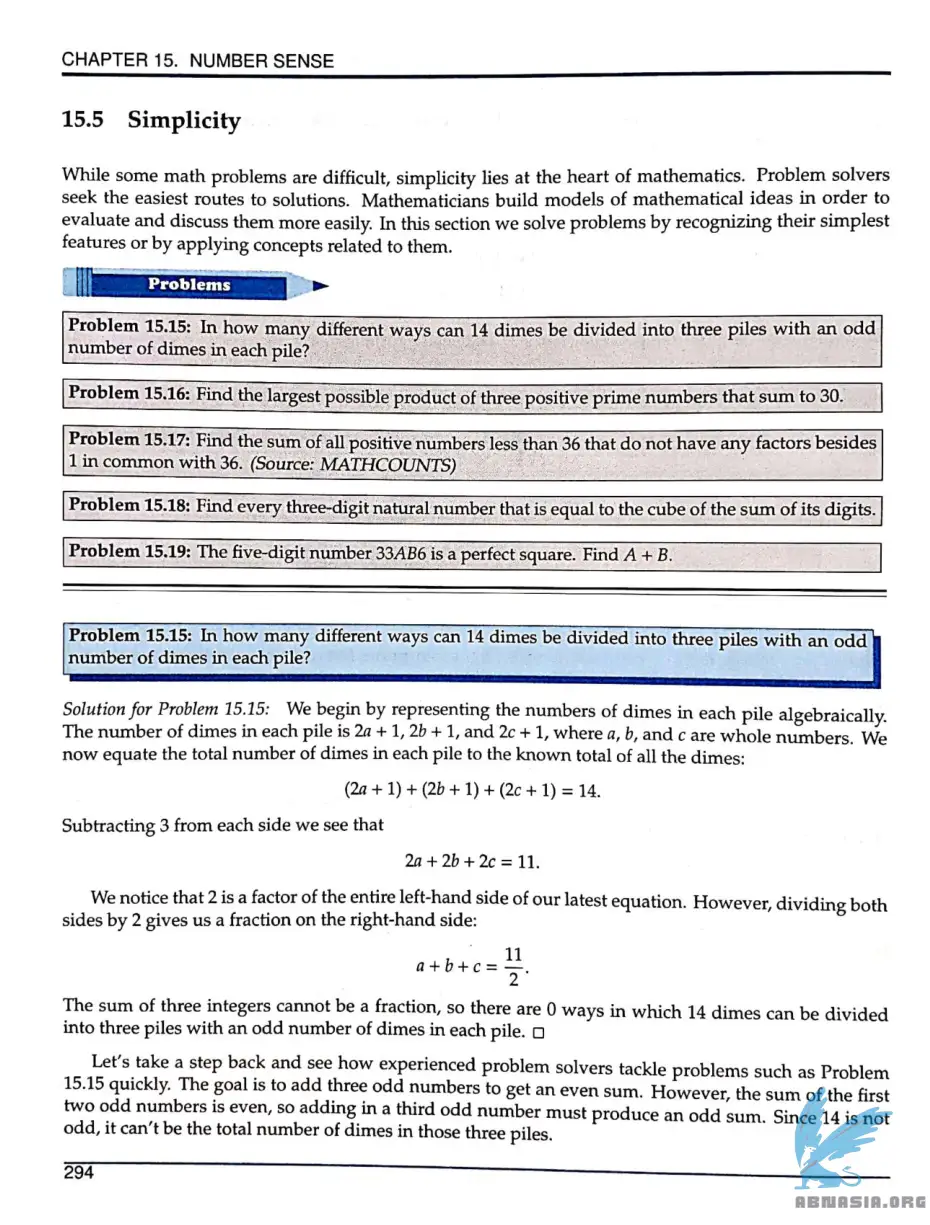 CHAPTER 15. NUMBER SENSE
15.5 Simplicity
While some math problems are difficult, simplicity lies at the heart of mathematics. Problem solvers
seek the easiest routes to solutions. Mathematicians build models of mathematical ideas in order to
evaluate and discuss them more easily. In this section we solve problems by recognizing their simplest
features or by applying concepts related to them.
Problems
Problem 15.15: In how many different ways can 14 dimes be divided into three piles with an odd
number of dimes in each pile?
Problem 15.16: Find the largest possible product of three positive prime numbers that sum to 30.
Problem 15.17: Find the sum of all positive numbers less than 36 that do not have any factors besides
1 in common with 36. (Source: MATHCOUNTS)
Problem 15.18: Find every three-digit natural number that is equal to the cube of the sum of its digits.
Problem 15.19: The five-digit number 33AB6 is a perfect square. Find A + B.
Problem 15.15: In how many different ways can 14 dimes be divided into three piles with an odd
number of dimes in each pile?
Solution for Problem 15.15: We begin by representing the numbers of dimes in each pile algebraically.
The number of dimes in each pile is 2a + 1, 2b + 1, and 2c + 1, where a, b, and c are whole numbers. We
now equate the total number of dimes in each pile to the known total of all the dimes:
(2a + 1) + (2b + 1) + (2c + 1) = 14.
Subtracting 3 from each side we see that
2a + 2b + 2c = 11.
We notice that 2 is a factor of the entire left-hand side of our latest equation. However, dividing both
sides by 2 gives us a fraction on the right-hand side:
a + b + c = 11/2.
The sum of three integers cannot be a fraction, so there are 0 ways in which 14 dimes can be divided
into three piles with an odd number of dimes in each pile. □
Let's take a step back and see how experienced problem solvers tackle problems such as Problem
15.15 quickly. The goal is to add three odd numbers to get an even sum. However, the sum of the first
two odd numbers is even, so adding in a third odd number must produce an odd sum. Since 14 is not
odd, it can't be the total number of dimes in those three piles.
294
ABNASIA.ORG